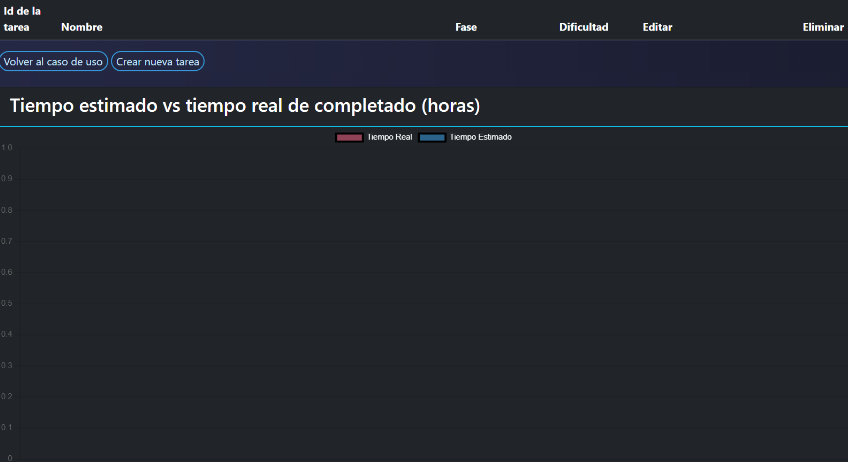 Id de la
tarea Nombre Fase Dificultad Editar Eliminar
Volver al caso de uso Crear nueva tarea
Tiempo estimado vs tiempo real de completado (horas)
Tiempo Real Tiempo Estimado
1.0
0.9
0.8
0.7
0.6
0.5
0.4
0.3
0.2
0.1
0